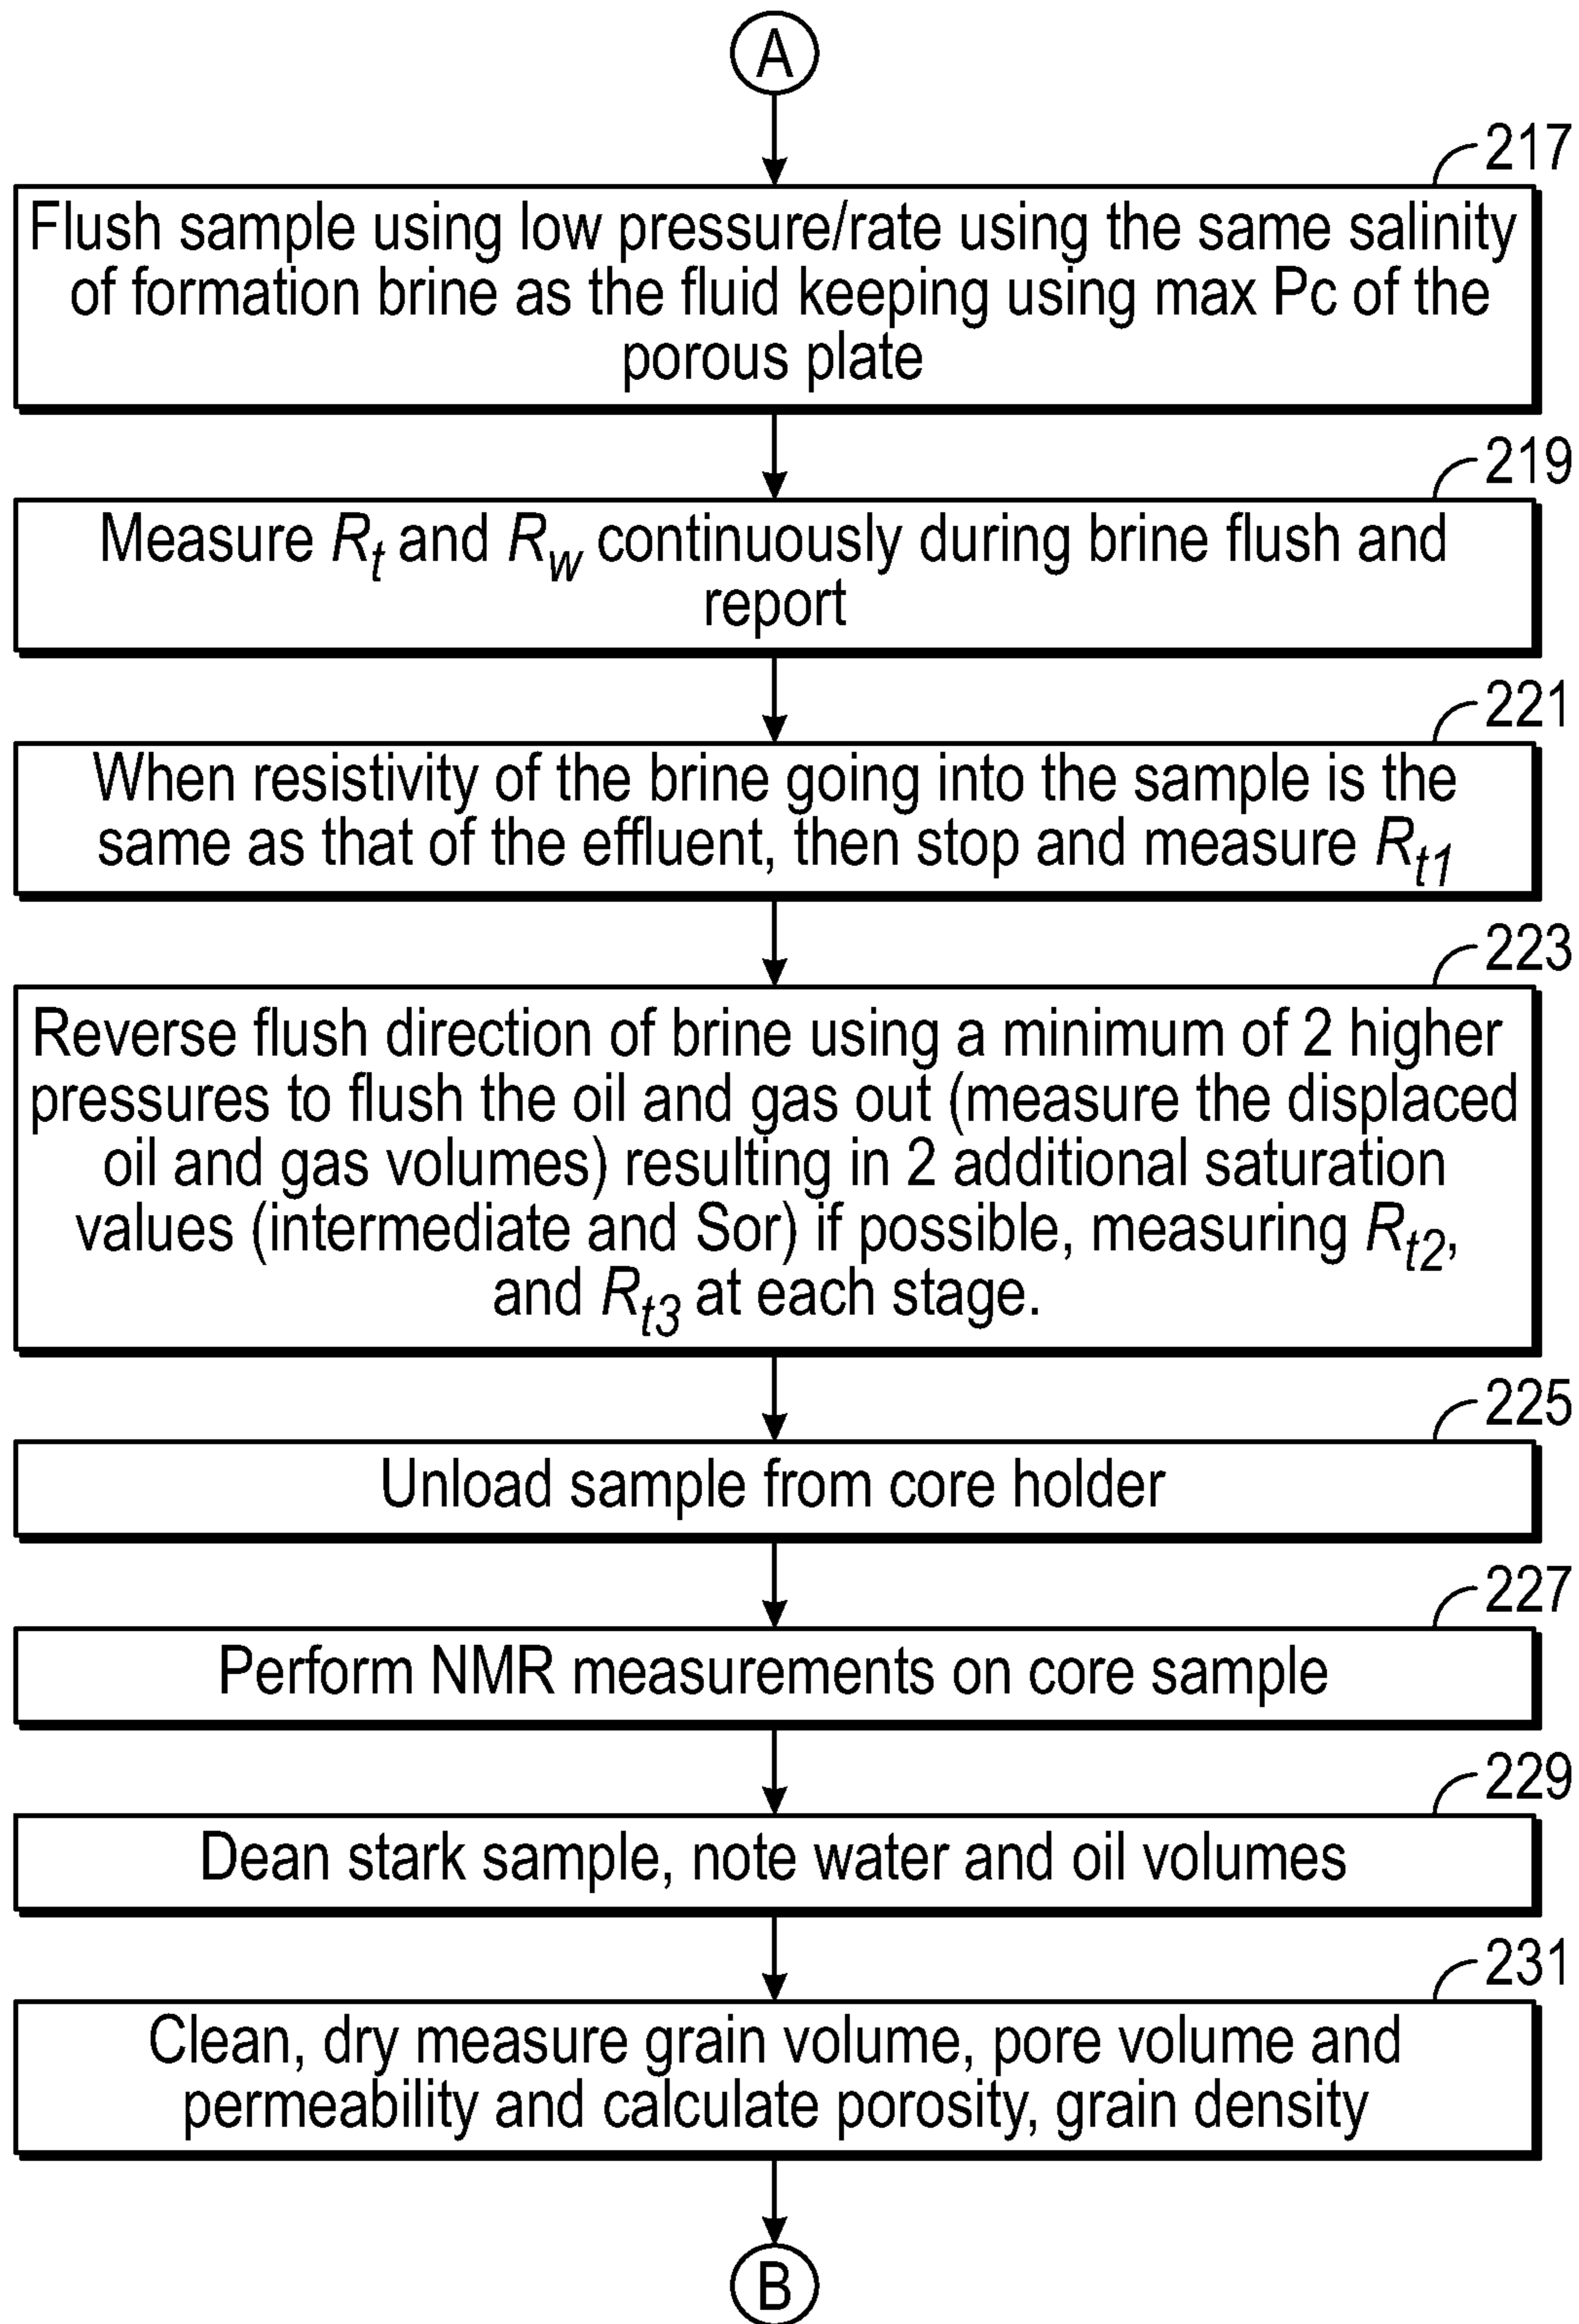 A
217
Flush sample using low pressure/rate using the same salinity
of formation brine as the fluid keeping using max Pc of the
porous plate
219
Measure Rt and Rw continuously during brine flush and
report
221
When resistivity of the brine going into the sample is the
same as that of the effluent, then stop and measure Rt1
223
Reverse flush direction of brine using a minimum of 2 higher
pressures to flush the oil and gas out (measure the displaced
oil and gas volumes) resulting in 2 additional saturation
values (intermediate and Sor) if possible, measuring Rt2,
and Rt3 at each stage.
225
Unload sample from core holder
227
Perform NMR measurements on core sample
229
Dean stark sample, note water and oil volumes
231
Clean, dry measure grain volume, pore volume and
permeability and calculate porosity, grain density
B